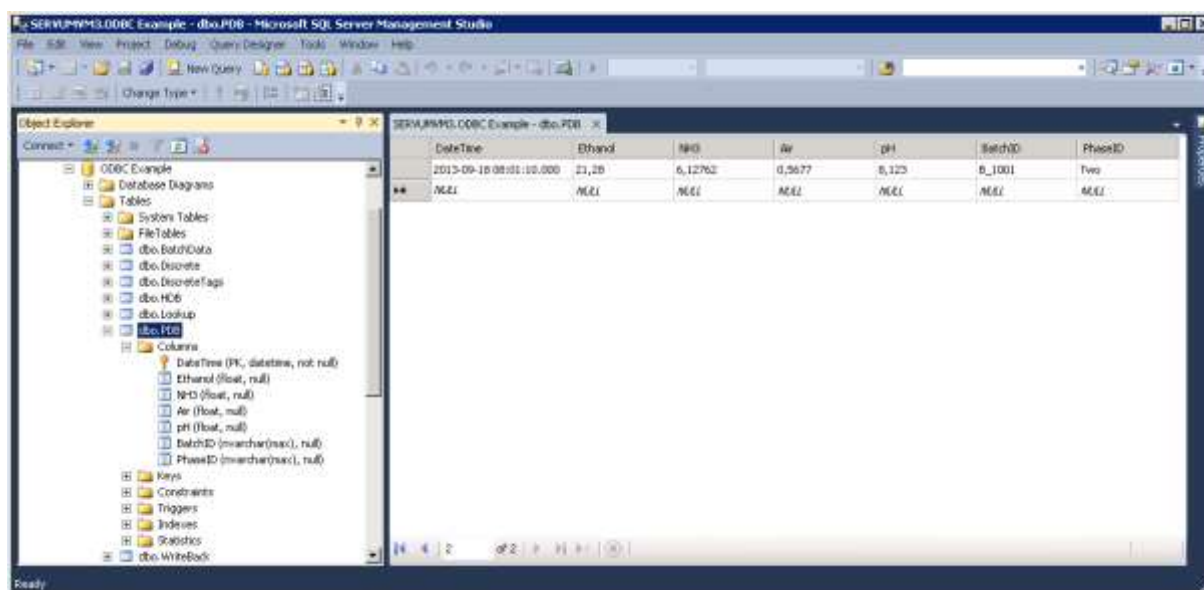 SERVUMVM3.ODBC Example - dbo.PDB - Microsoft SQL Server Management Studio
File Edit View Project Debug Query Designer Tools Window Help
New Query
Change Type
Object Explorer
SERVUMVM3.ODBC Example - dbo.PDB
Connect
DateTime Ethanol NH3 Air pH BatchID PhaseID
2013-09-18 08:01:10.000 21,28 6,12762 0,5677 8,123 B_1001 Two
NULL NULL NULL NULL NULL NULL NULL
ODBC Example
Database Diagrams
Tables
System Tables
FileTables
dbo.BatchData
dbo.Discrete
dbo.DiscreteTags
dbo.HDB
dbo.Lookup
dbo.PDB
Columns
DateTime (PK, datetime, not null)
Ethanol (float, null)
NH3 (float, null)
Air (float, null)
pH (float, null)
BatchID (nvarchar(max), null)
PhaseID (nvarchar(max), null)
Keys
Constraints
Triggers
Indexes
Statistics
dbo.WriteBack
2 of 2
Ready